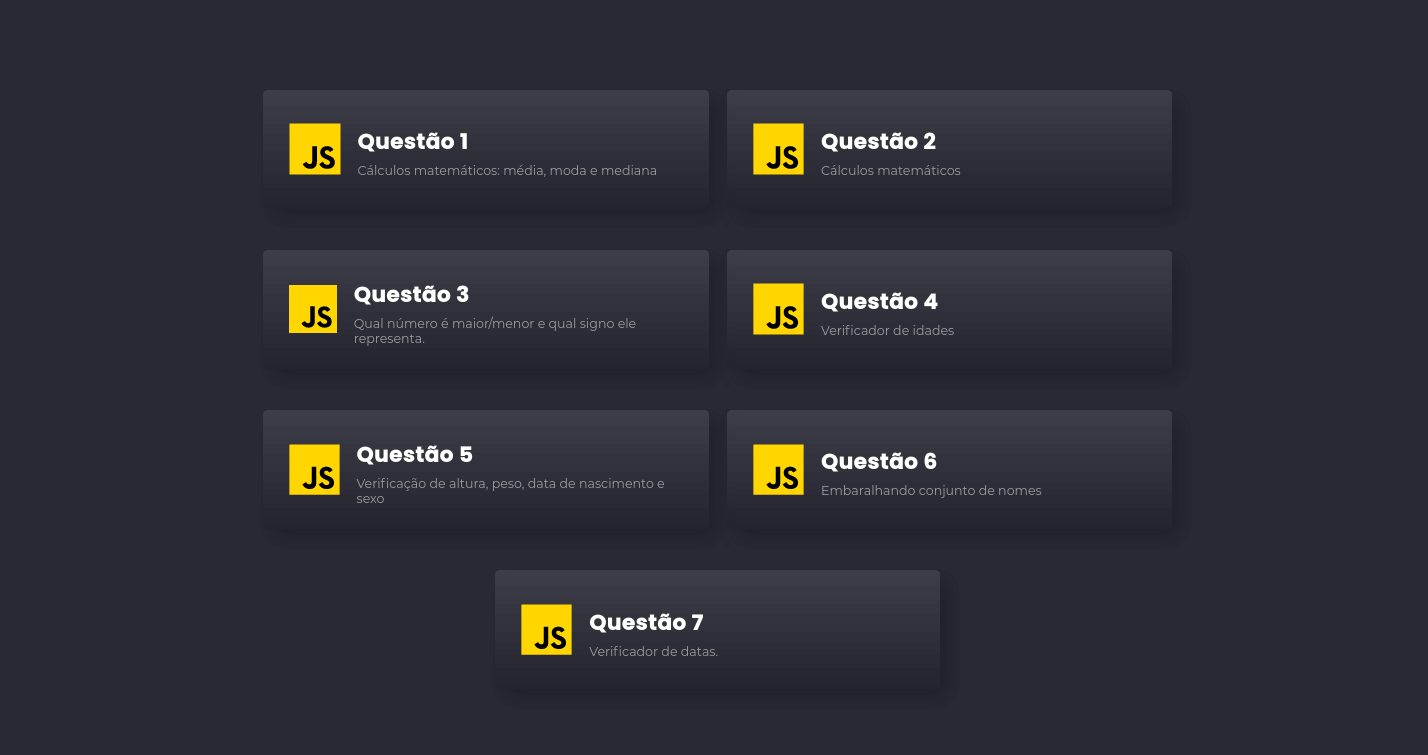 JS
Questão 1
Cálculos matemáticos: média, moda e mediana
JS
Questão 2
Cálculos matemáticos
JS
Questão 3
Qual número é maior/menor e qual signo ele
representa.
JS
Questão 4
Verificador de idades
JS
Questão 5
Verificação de altura, peso, data de nascimento e
sexo
JS
Questão 6
Embaralhando conjunto de nomes
JS
Questão 7
Verificador de datas.